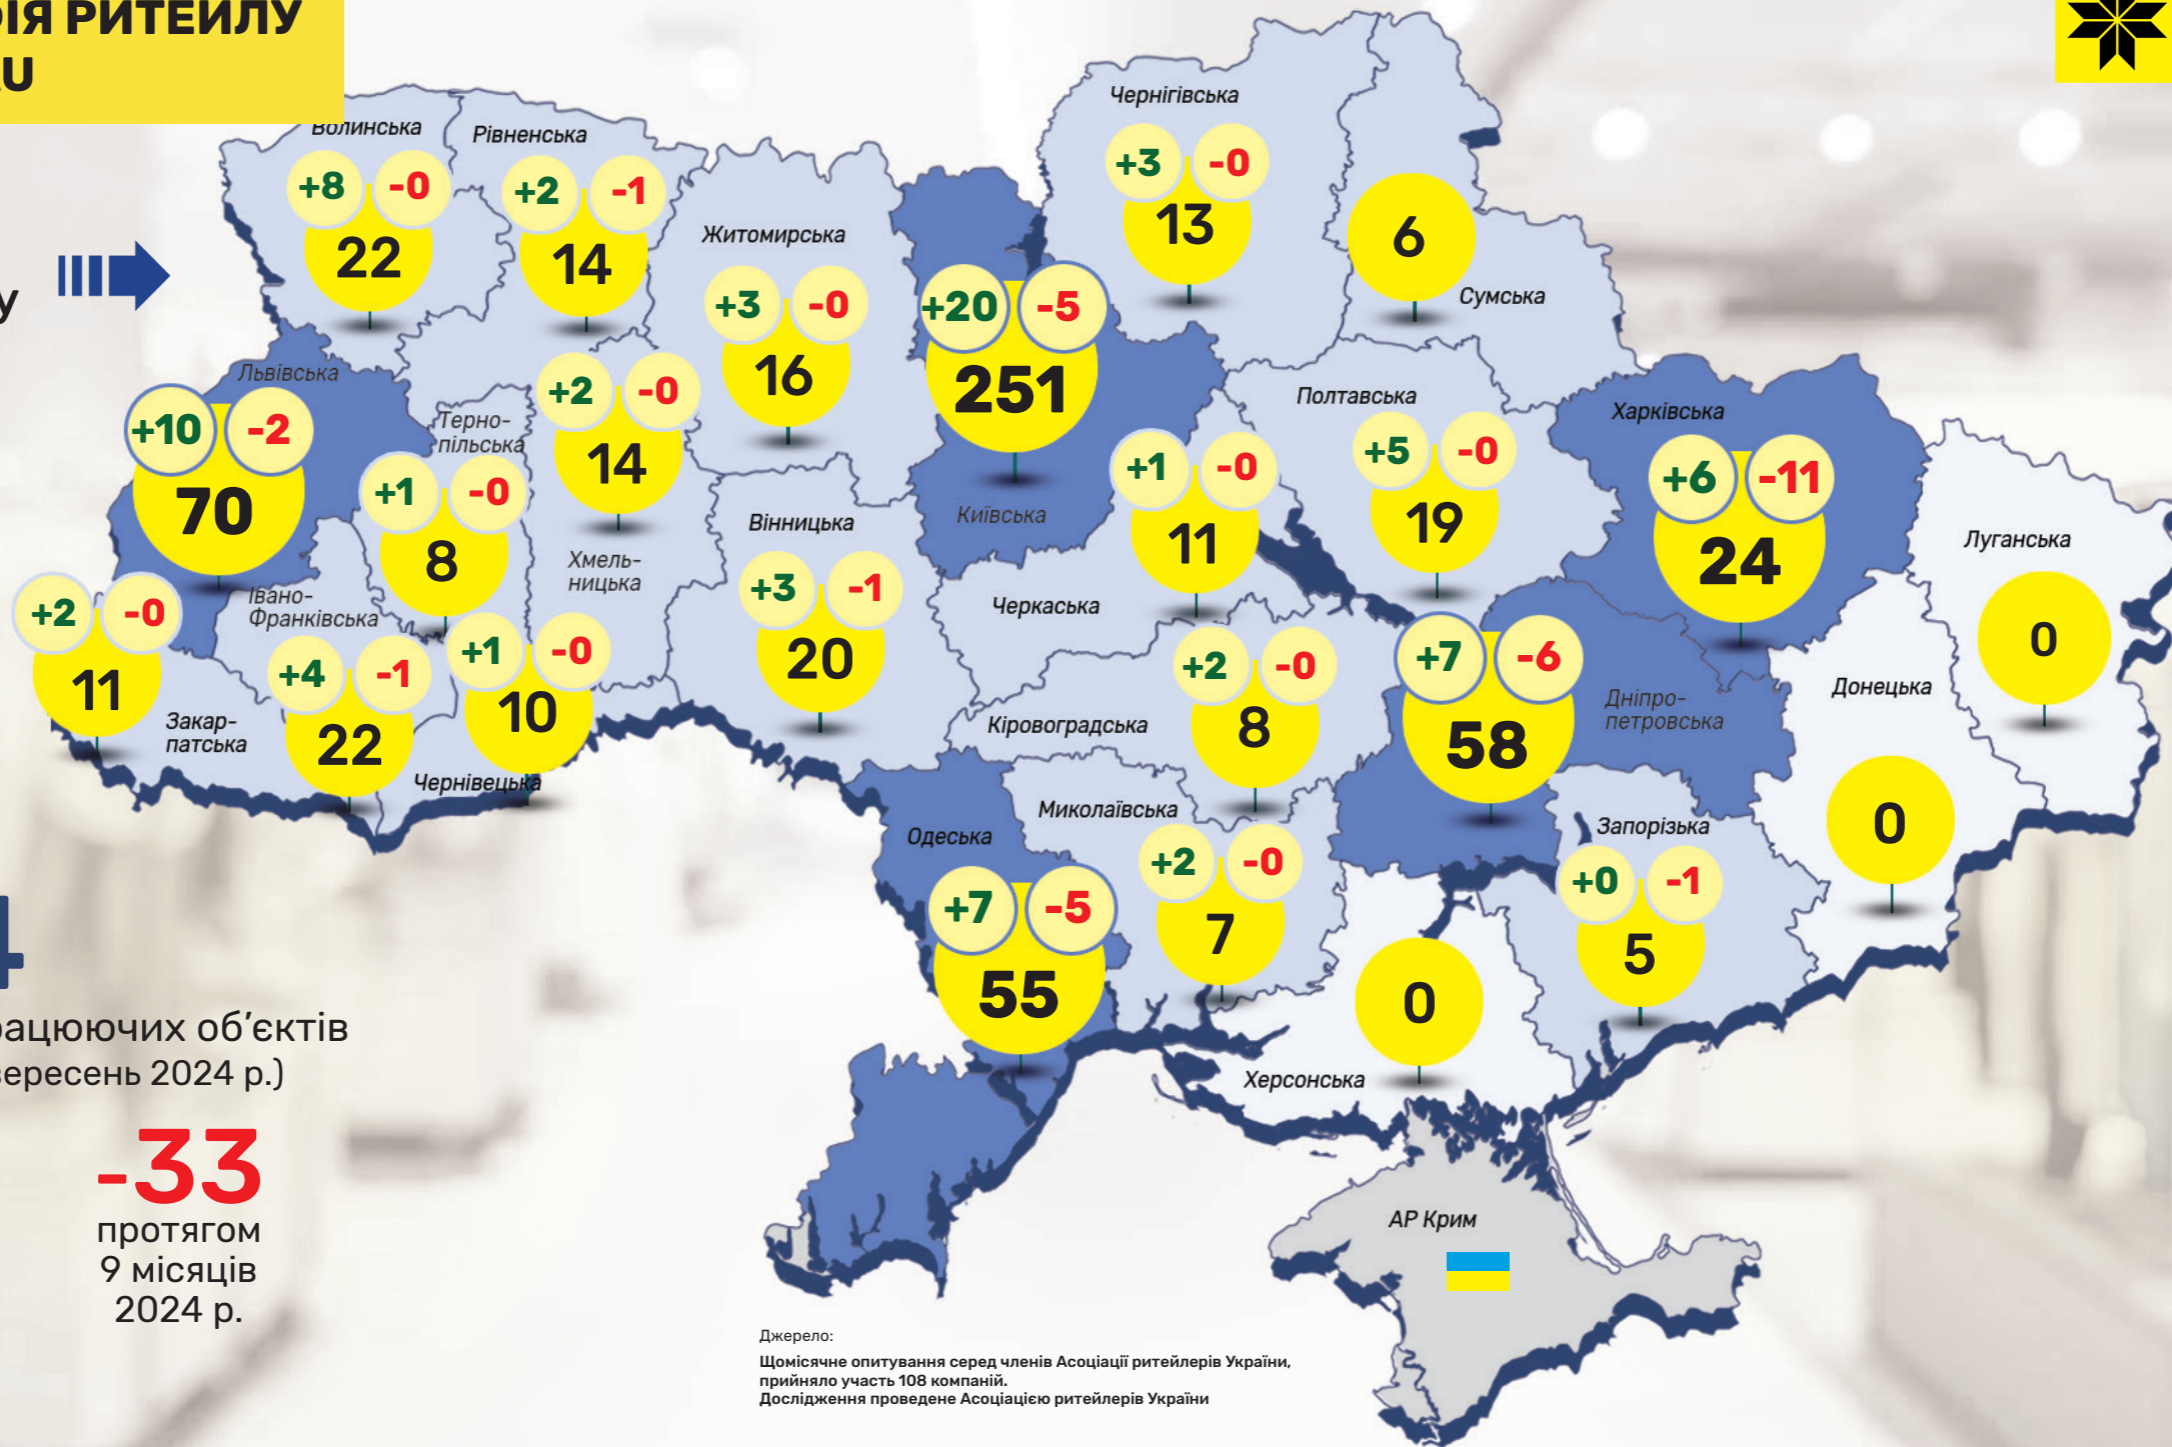 РИТЕЙЛУ
Волинська
+8 -0
22
Рівненська
+2 -1
14
Житомирська
+3 -0
16
+20 -5
251
Київська
Чернігівська
+3 -0
13
6
Сумська
Львівська
+10 -2
70
Терно-
пільська
+1 -0
8
+2 -0
14
Хмель-
ницька
Вінницька
+3 -1
20
+1 -0
11
Черкаська
Полтавська
+5 -0
19
Харківська
+6 -11
24
Луганська
0
+2 -0
11
Закар-
патська
Івано-
Франківська
+4 -1
22
+1 -0
10
Чернівецька
Кіровоградська
+2 -0
8
+7 -6
58
Дніпро-
петровська
Донецька
0
Одеська
+7 -5
55
Миколаївська
+2 -0
7
Запорізька
+0 -1
5
0
Херсонська
АР Крим
об’єктів
2024 р.)
-33
протягом
9 місяців
2024 р.
Джерело:
Щомісячне опитування серед членів Асоціації ритейлерів України,
прийняло участь 108 компаній.
Дослідження проведене Асоціацією ритейлерів України